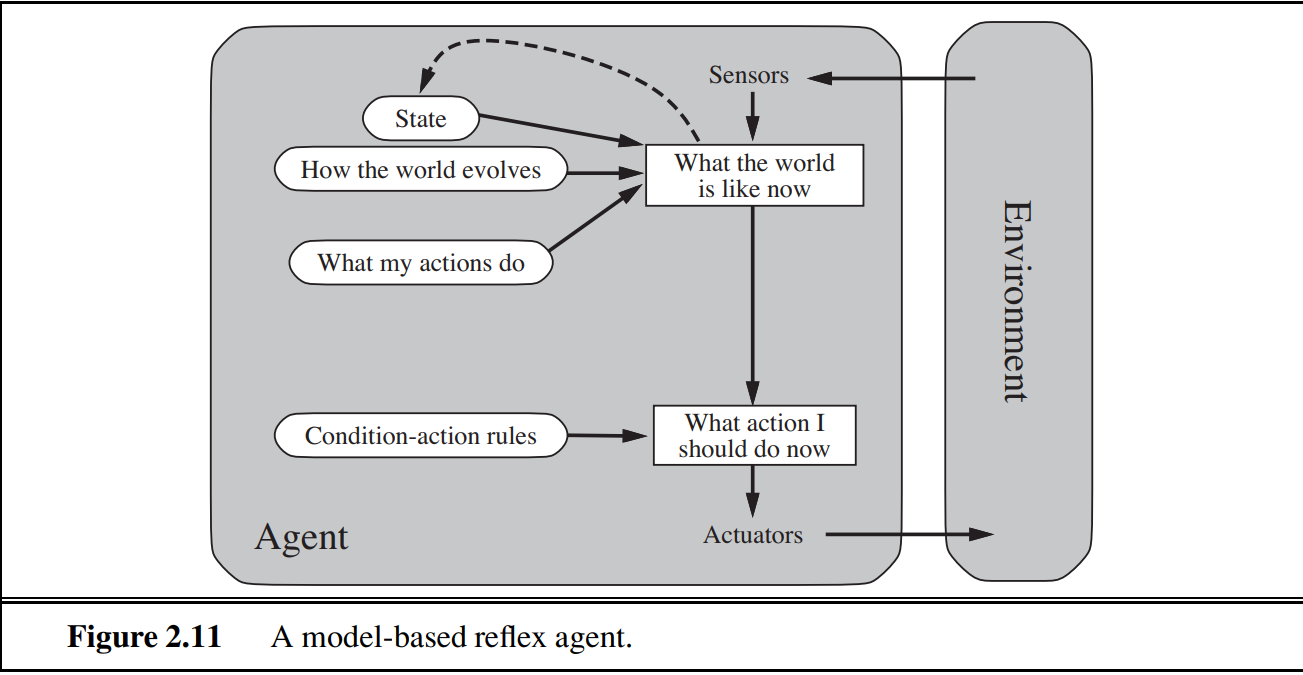 Sensors
State
What the world
is like now
How the world evolves
What my actions do
Environment
Condition-action rules
What action I
should do now
Agent
Actuators
Figure 2.11 A model-based reflex agent.